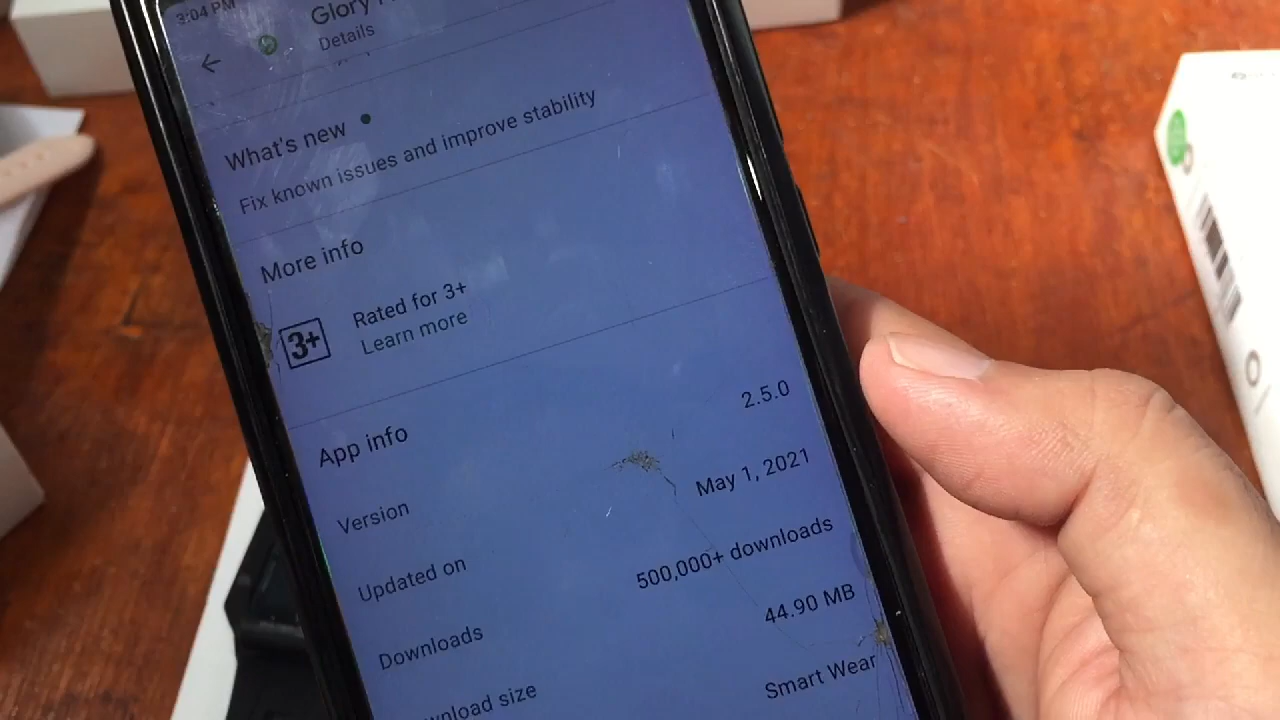 3:04 PM
Glory
Details
What's new
Fix known issues and improve stability
More info
3+
Rated for 3+
Learn more
App info
Version 2.5.0
Updated on May 1, 2021
Downloads 500,000+ downloads
size 44.90 MB
Smart Wear